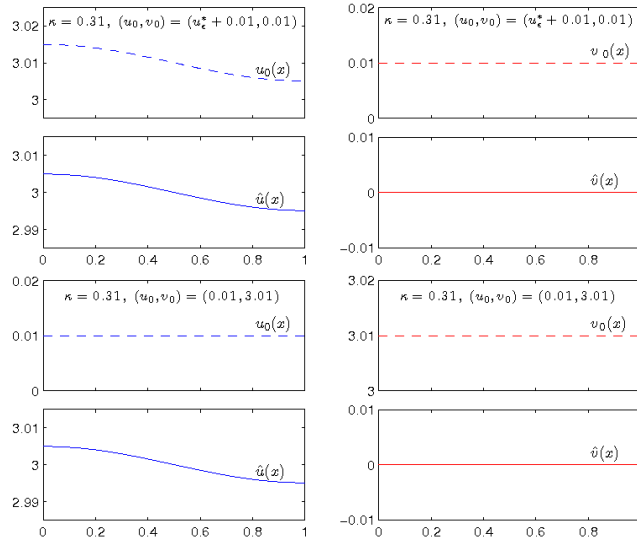 κ = 0.31, (u₀, v₀) = (u*_ϵ + 0.01, 0.01)
3.02
3.01
3
u₀(x)
κ = 0.31, (u₀, v₀) = (u*_ϵ + 0.01, 0.01)
0.02
0.01
0
v₀(x)
3.01
3
2.99
û(x)
0 0.2 0.4 0.6 0.8 1
0.01
0
-0.01
v̂(x)
0 0.2 0.4 0.6 0.8
κ = 0.31, (u₀, v₀) = (0.01, 3.01)
0.02
0.01
0
u₀(x)
κ = 0.31, (u₀, v₀) = (0.01, 3.01)
3.02
3.01
3
v₀(x)
3.01
3
2.99
û(x)
0 0.2 0.4 0.6 0.8 1
0.01
0
-0.01
v̂(x)
0 0.2 0.4 0.6 0.8